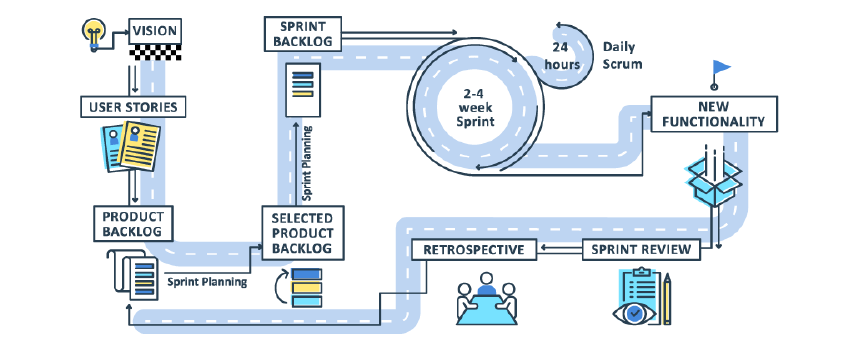 VISION
USER STORIES
PRODUCT
BACKLOG
Sprint Planning
SELECTED
PRODUCT
BACKLOG
Sprint Planning
SPRINT
BACKLOG
2-4
week
Sprint
24
hours
Daily
Scrum
NEW
FUNCTIONALITY
SPRINT REVIEW
RETROSPECTIVE